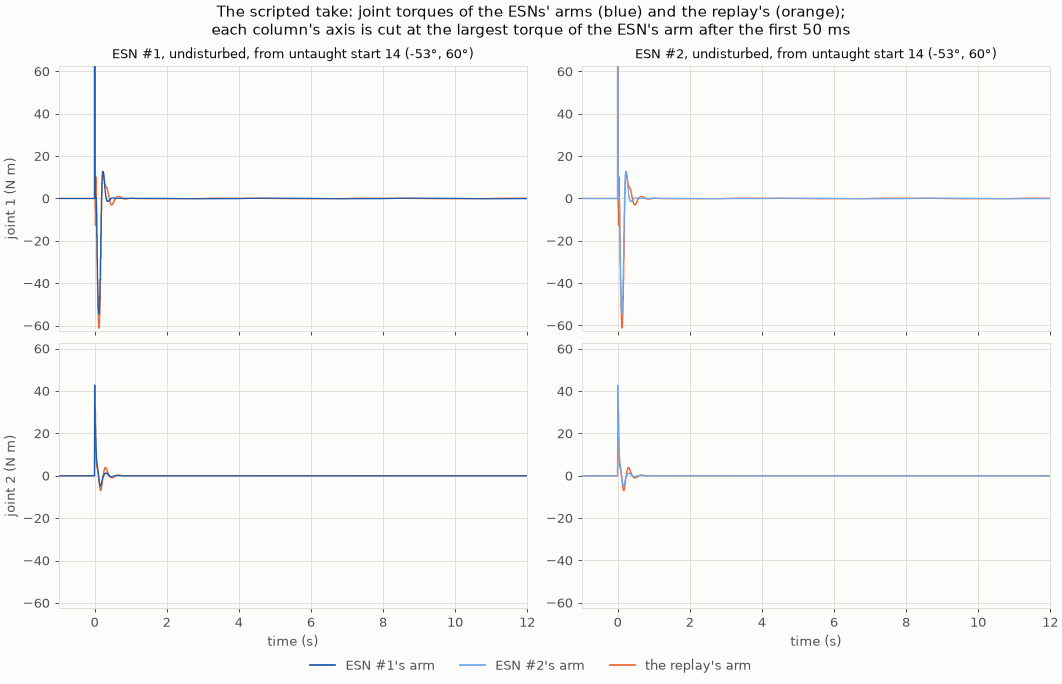 The scripted take: joint torques of the ESNs' arms (blue) and the replay's (orange);
each column's axis is cut at the largest torque of the ESN's arm after the first 50 ms
ESN #1, undisturbed, from untaught start 14 (-53°, 60°)
ESN #2, undisturbed, from untaught start 14 (-53°, 60°)
joint 1 (N m)
60
40
20
0
−20
−40
−60
60
40
20
0
−20
−40
−60
joint 2 (N m)
60
40
20
0
−20
−40
−60
60
40
20
0
−20
−40
−60
0 2 4 6 8 10 12
0 2 4 6 8 10 12
time (s)
time (s)
ESN #1's arm
ESN #2's arm
the replay's arm